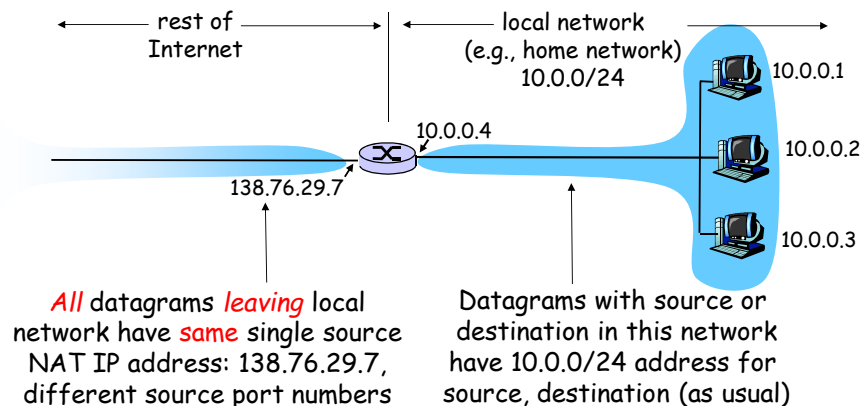 rest of
Internet
local network
(e.g., home network)
10.0.0/24
10.0.0.1
10.0.0.4
10.0.0.2
138.76.29.7
10.0.0.3
All datagrams leaving local
network have same single source
NAT IP address: 138.76.29.7,
different source port numbers
Datagrams with source or
destination in this network
have 10.0.0/24 address for
source, destination (as usual)